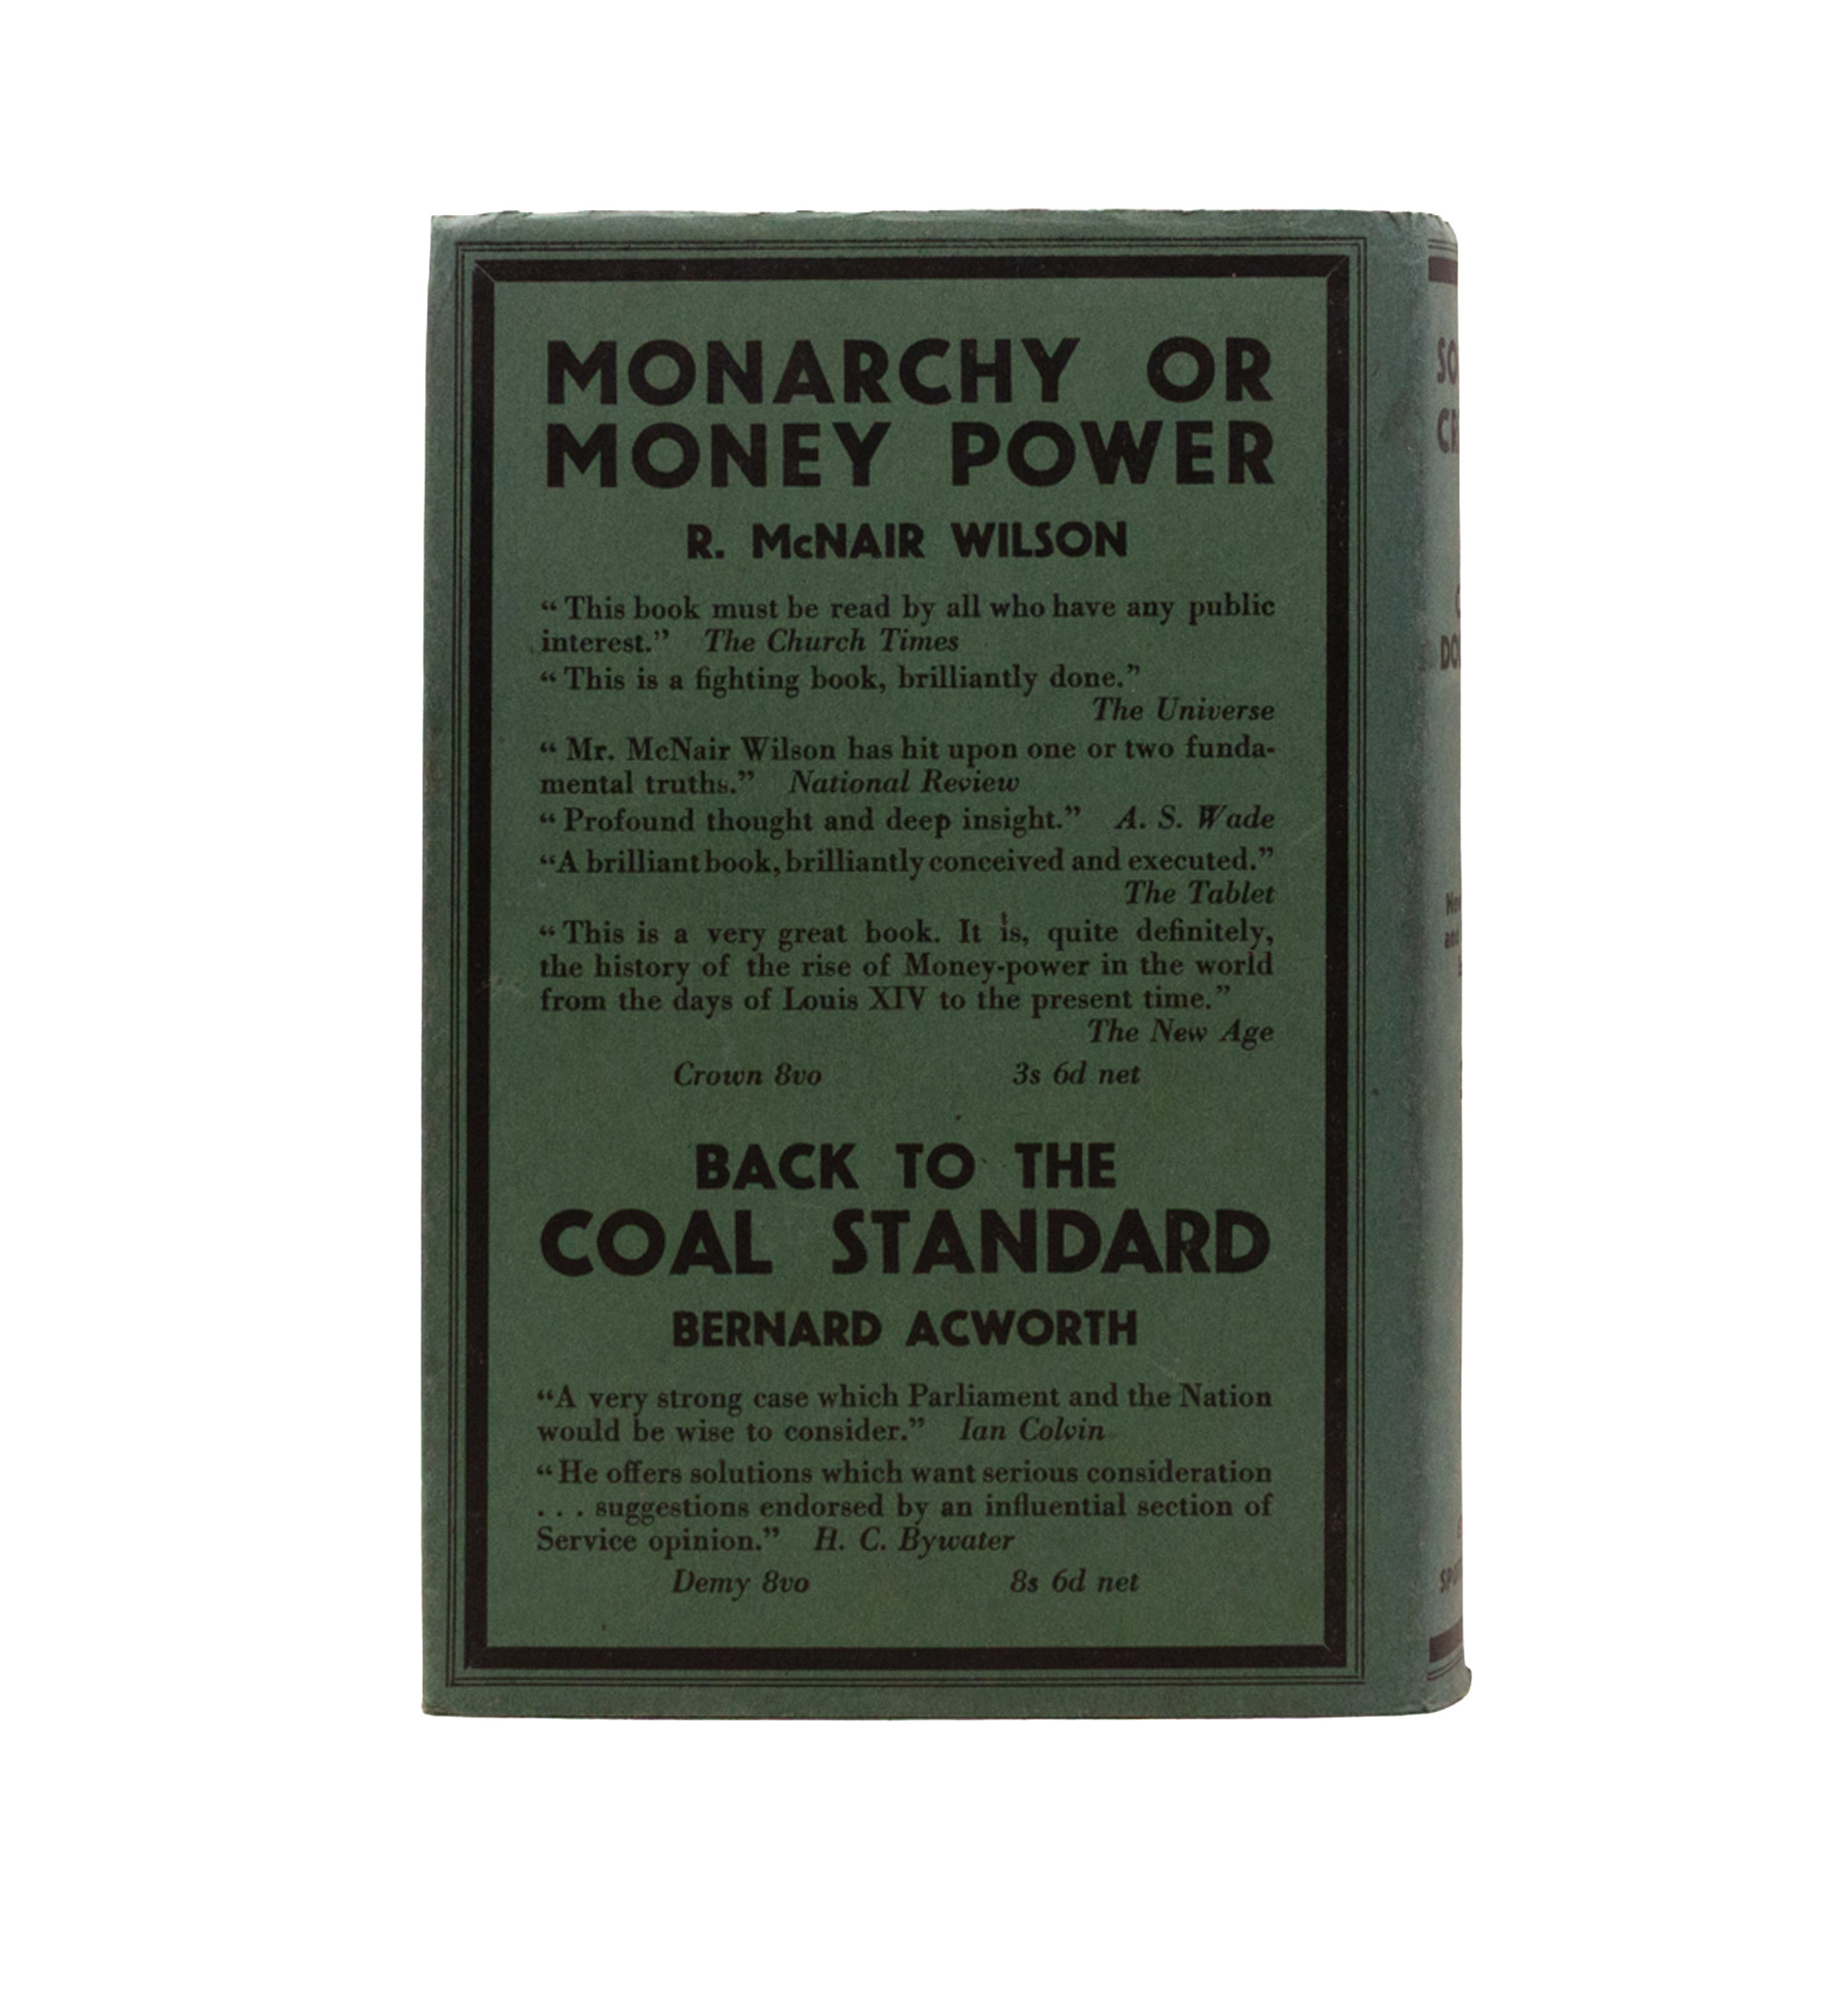 MONARCHY OR
MONEY POWER
R. McNAIR WILSON
“ This book must be read by all who have any public
interest.” The Church Times
“ This is a fighting book, brilliantly done.”
The Universe
“ Mr. McNair Wilson has hit upon one or two funda-
mental truths.” National Review
“ Profound thought and deep insight.” A. S. Wade
“A brilliant book, brilliantly conceived and executed.”
The Tablet
“ This is a very great book. It is, quite definitely,
the history of the rise of Money-power in the world
from the days of Louis XIV to the present time.”
The New Age
Crown 8vo 3s 6d net
BACK TO THE
COAL STANDARD
BERNARD ACWORTH
“A very strong case which Parliament and the Nation
would be wise to consider.” Ian Colvin
“ He offers solutions which want serious consideration
. . . suggestions endorsed by an influential section of
Service opinion.” H. C. Bywater
Demy 8vo 8s 6d net